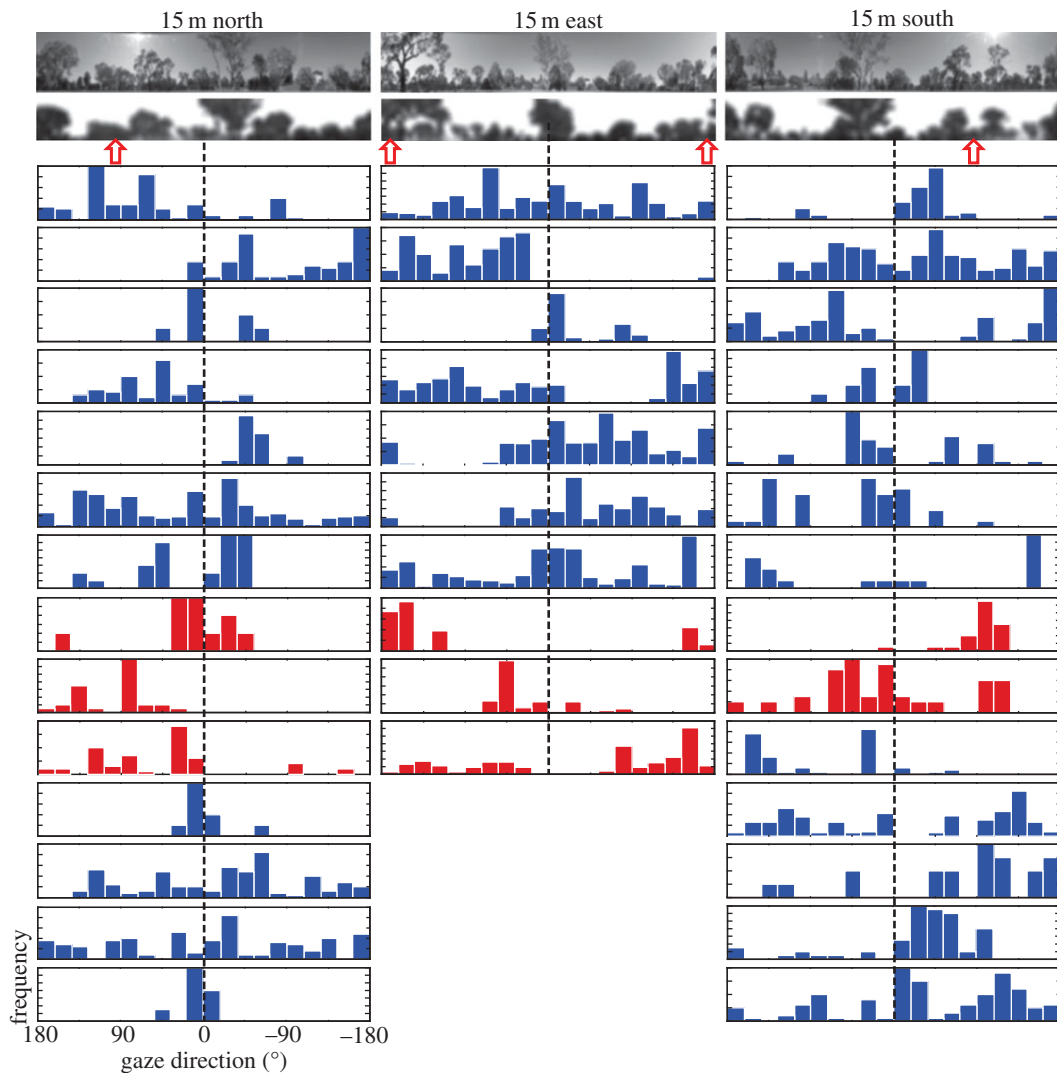 15 m north
15 m east
15 m south
frequency
180 90 0 –90 –180
gaze direction (°)